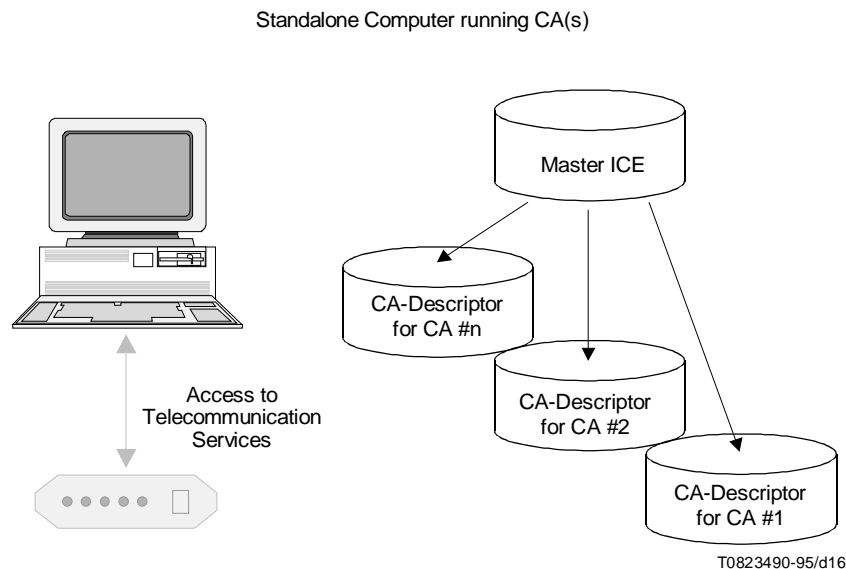 Standalone Computer running CA(s)
Master ICE
CA-Descriptor
for CA #n
CA-Descriptor
for CA #2
CA-Descriptor
for CA #1
Access to
Telecommunication
Services
T0823490-95/d16